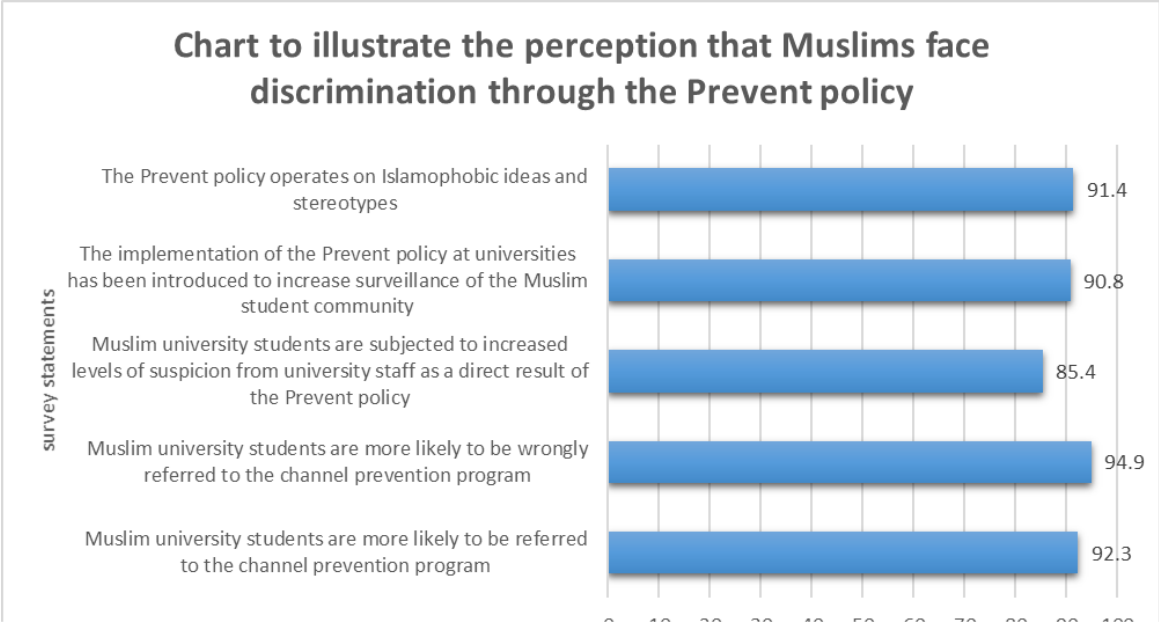 Chart to illustrate the perception that Muslims face
discrimination through the Prevent policy
survey statements
The Prevent policy operates on Islamophobic ideas and
stereotypes
91.4
The implementation of the Prevent policy at universities
has been introduced to increase surveillance of the Muslim
student community
90.8
Muslim university students are subjected to increased
levels of suspicion from university staff as a direct result of
the Prevent policy
85.4
Muslim university students are more likely to be wrongly
referred to the channel prevention program
94.9
Muslim university students are more likely to be referred
to the channel prevention program
92.3